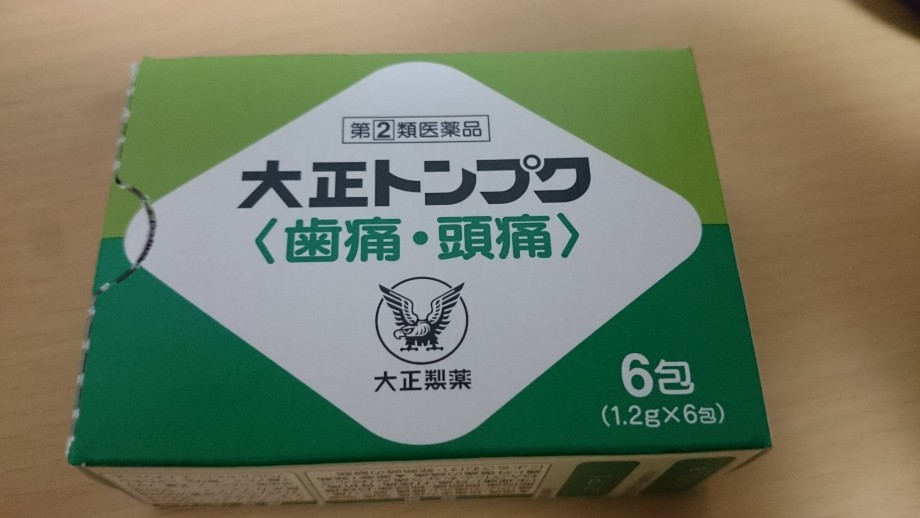 第②類医薬品
大正トンプク
〈歯痛・頭痛〉
大正製薬
6包
(1.2g×6包)